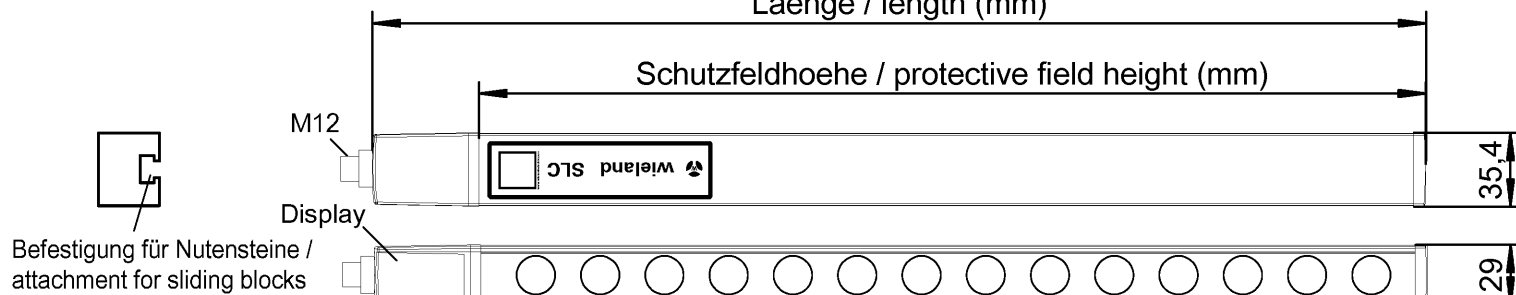 Laenge / length (mm)
Schutzfeldhoehe / protective field height (mm)
M12
wieland SLC
35,4
Display
Befestigung für Nutensteine /
attachment for sliding blocks
29